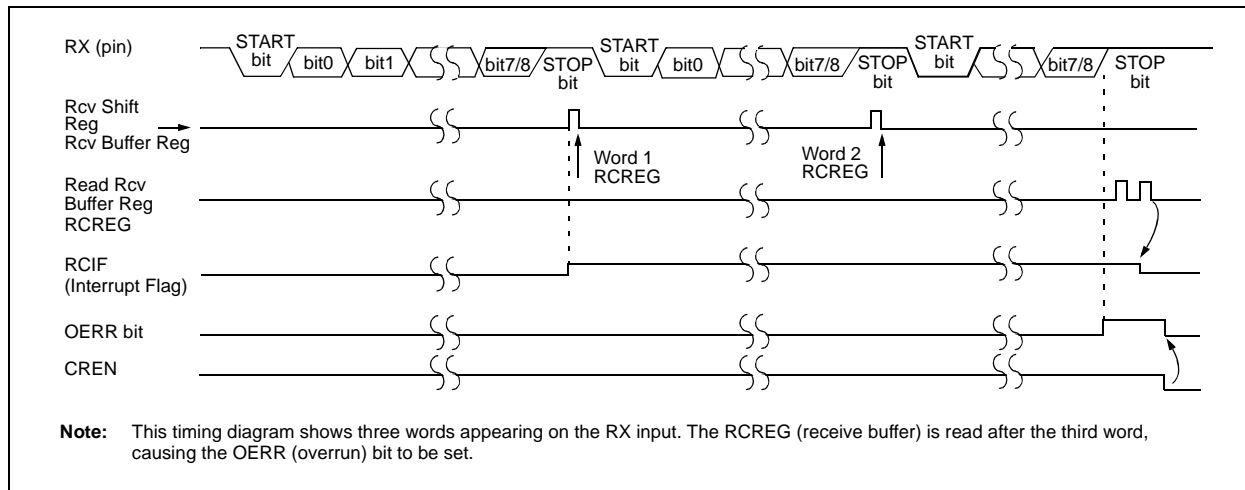 RX (pin)
START
bit
bit0
bit1
bit7/8
STOP
bit
START
bit
bit0
bit7/8
STOP
bit
START
bit
bit7/8
STOP
bit
Rcv Shift
Reg
Rcv Buffer Reg
Word 1
RCREG
Word 2
RCREG
Read Rcv
Buffer Reg
RCREG
RCIF
(Interrupt Flag)
OERR bit
CREN
Note: This timing diagram shows three words appearing on the RX input. The RCREG (receive buffer) is read after the third word,
causing the OERR (overrun) bit to be set.